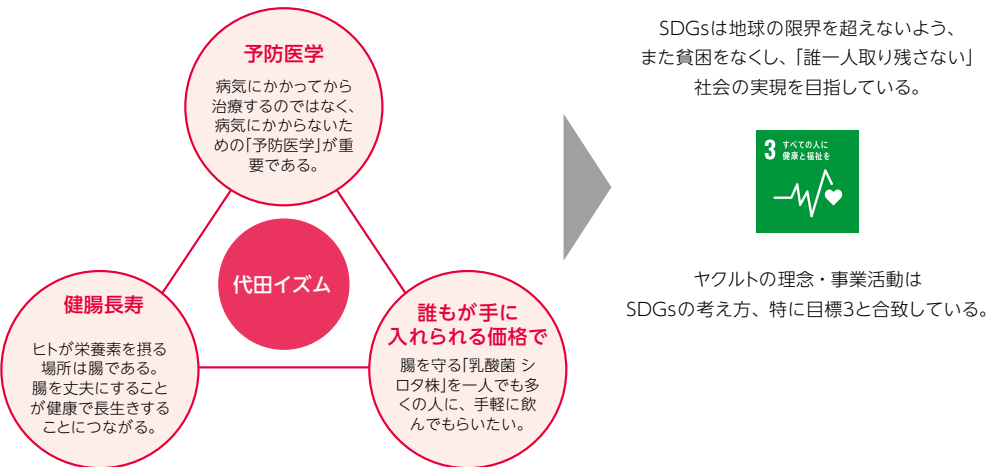 予防医学
病気にかかってから
治療するのではなく、
病気にかからないた
めの「予防医学」が重
要である。
代田イズム
健腸長寿
ヒトが栄養素を摂る
場所は腸である。
腸を丈夫にすること
が健康で長生きする
ことにつながる。
誰もが手に
入れられる価格で
腸を守る「乳酸菌 シ
ロタ株」を一人でも多
くの人に、手軽に飲
んでもらいたい。
SDGsは地球の限界を超えないよう、
また貧困をなくし、「誰一人取り残さない」
社会の実現を目指している。
3 すべての人に
健康と福祉を
ヤクルトの理念・事業活動は
SDGsの考え方、特に目標3と合致している。